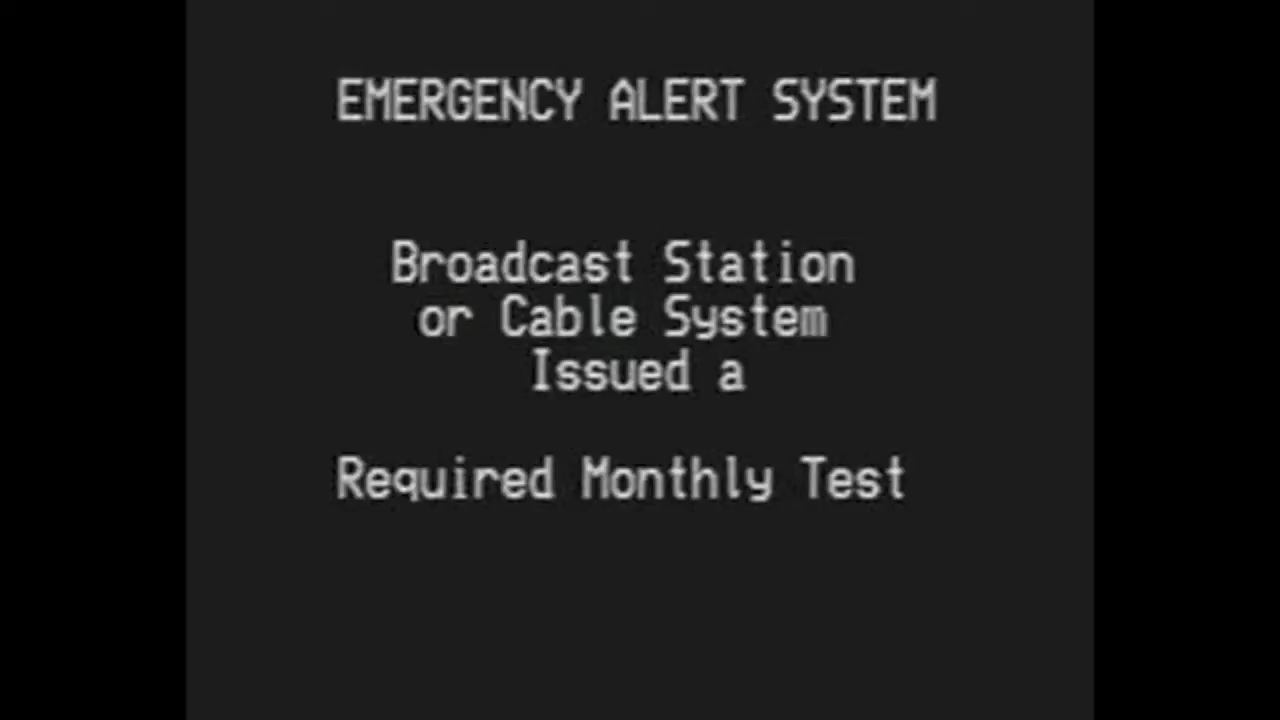 EMERGENCY ALERT SYSTEM
Broadcast Station
or Cable System
Issued a
Required Monthly Test